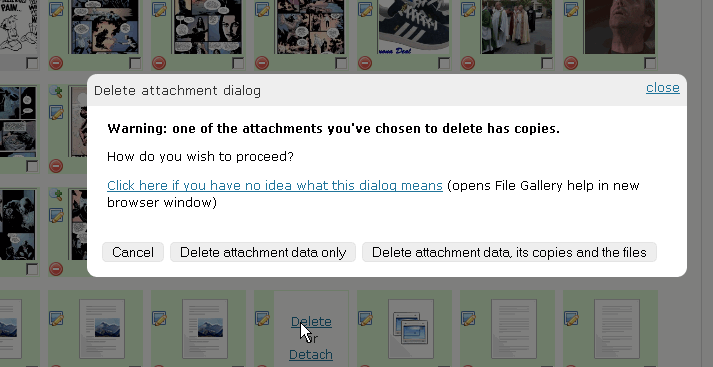 PAIN
nova Deal
Delete attachment dialog
close
Warning: one of the attachments you've chosen to delete has copies.
How do you wish to proceed?
Click here if you have no idea what this dialog means (opens File Gallery help in new
browser window)
Cancel
Delete attachment data only
Delete attachment data, its copies and the files
Delete
or
Detach